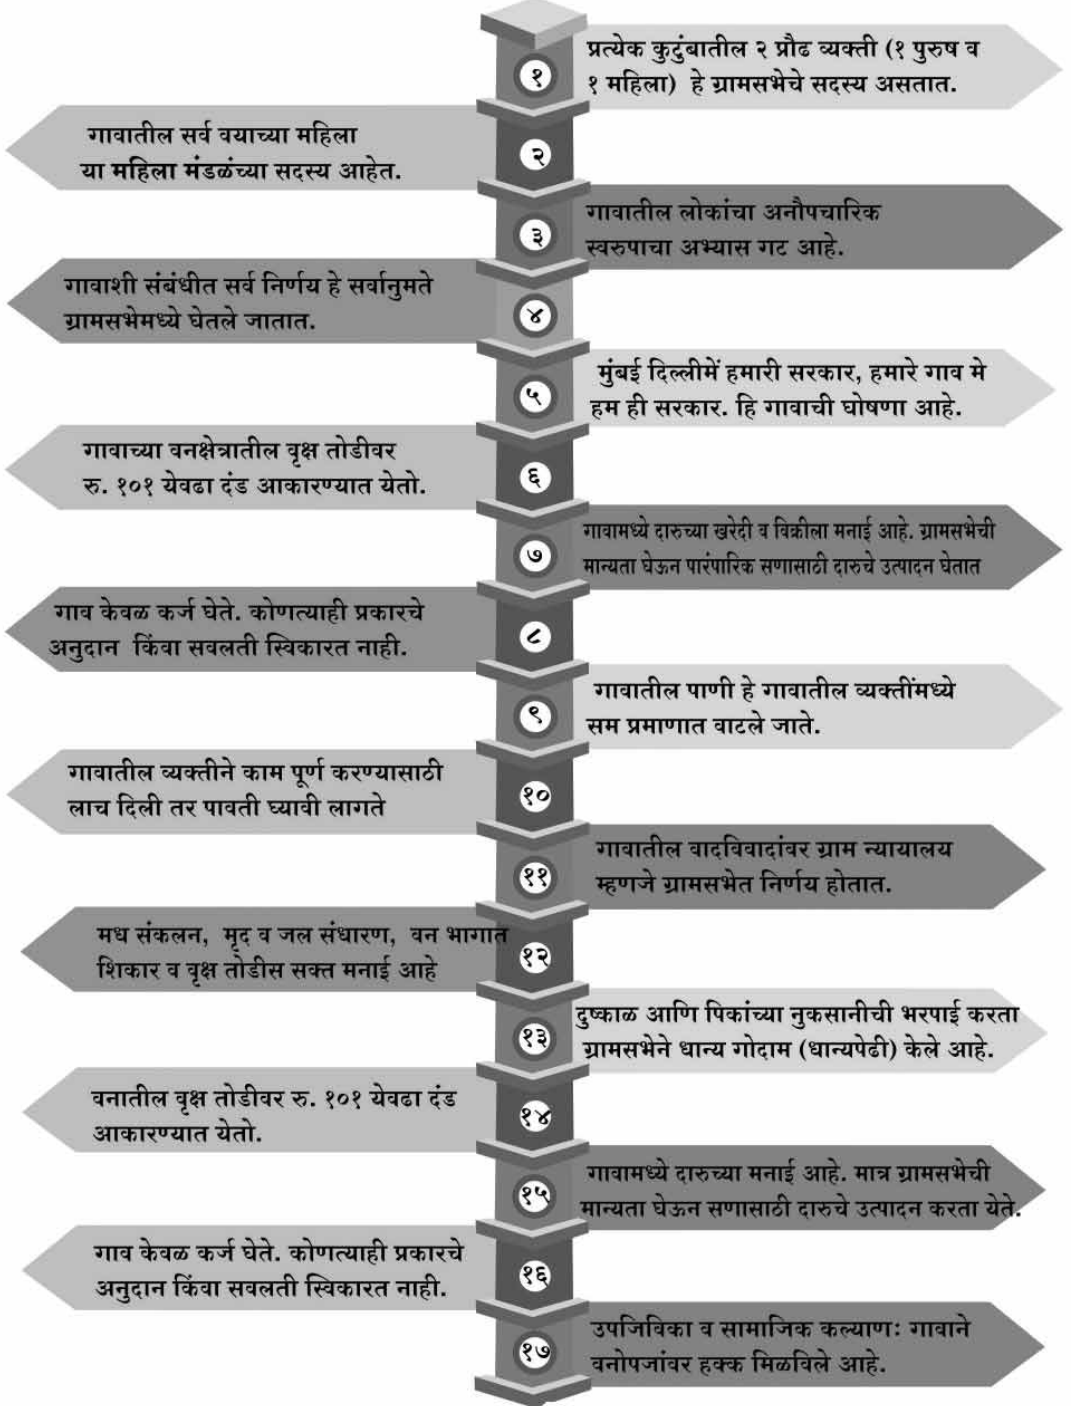 १
प्रत्येक कुटुंबातील २ प्रौढ व्यक्ती (१ पुरुष व
१ महिला) हे ग्रामसभेचे सदस्य असतात.
२
गावातील सर्व वयाच्या महिला
या महिला मंडळंच्या सदस्य आहेत.
३
गावातील लोकांचा अनौपचारिक
स्वरुपाचा अभ्यास गट आहे.
४
गावाशी संबंधीत सर्व निर्णय हे सर्वानुमते
ग्रामसभेमध्ये घेतले जातात.
५
मुंबई दिल्लीमें हमारी सरकार, हमारे गाव मे
हम ही सरकार. हि गावाची घोषणा आहे.
६
गावाच्या वनक्षेत्रातील वृक्ष तोडीवर
रु. १०१ येवढा दंड आकारण्यात येतो.
७
गावामध्ये दारुच्या खरेदी व विक्रीला मनाई आहे. ग्रामसभेची
मान्यता घेऊन पारंपारिक सणासाठी दारुचे उत्पादन घेतात
८
गाव केवळ कर्ज घेते. कोणत्याही प्रकारचे
अनुदान किंवा सवलती स्विकारत नाही.
९
गावातील पाणी हे गावातील व्यक्तींमध्ये
सम प्रमाणात वाटले जाते.
१०
गावातील व्यक्तीने काम पूर्ण करण्यासाठी
लाच दिली तर पावती घ्यावी लागते
११
गावातील वादविवादांवर ग्राम न्यायालय
म्हणजे ग्रामसभेत निर्णय होतात.
१२
मध संकलन, मृद व जल संधारण, वन भागात
शिकार व वृक्ष तोडीस सक्त मनाई आहे
१३
दुष्काळ आणि पिकांच्या नुकसानीची भरपाई करता
ग्रामसभेने धान्य गोदाम (धान्यपेढी) केले आहे.
१४
वनातील वृक्ष तोडीवर रु. १०१ येवढा दंड
आकारण्यात येतो.
१५
गावामध्ये दारुच्या मनाई आहे. मात्र ग्रामसभेची
मान्यता घेऊन सणासाठी दारुचे उत्पादन करता येते.
१६
गाव केवळ कर्ज घेते. कोणत्याही प्रकारचे
अनुदान किंवा सवलती स्विकारत नाही.
१७
उपजिविका व सामाजिक कल्याण: गावाने
वनोपजांवर हक्क मिळविले आहे.